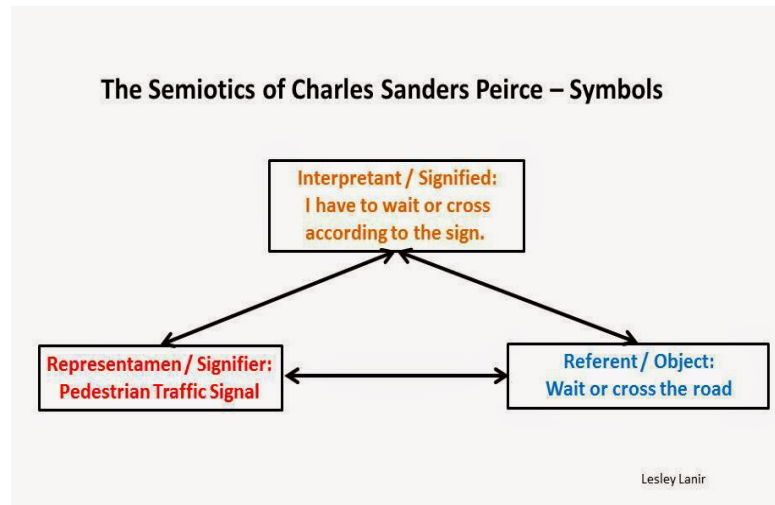 The Semiotics of Charles Sanders Peirce – Symbols
Interpretant / Signified:
I have to wait or cross
according to the sign.
Representamen / Signifier:
Pedestrian Traffic Signal
Referent / Object:
Wait or cross the road
Lesley Lanir